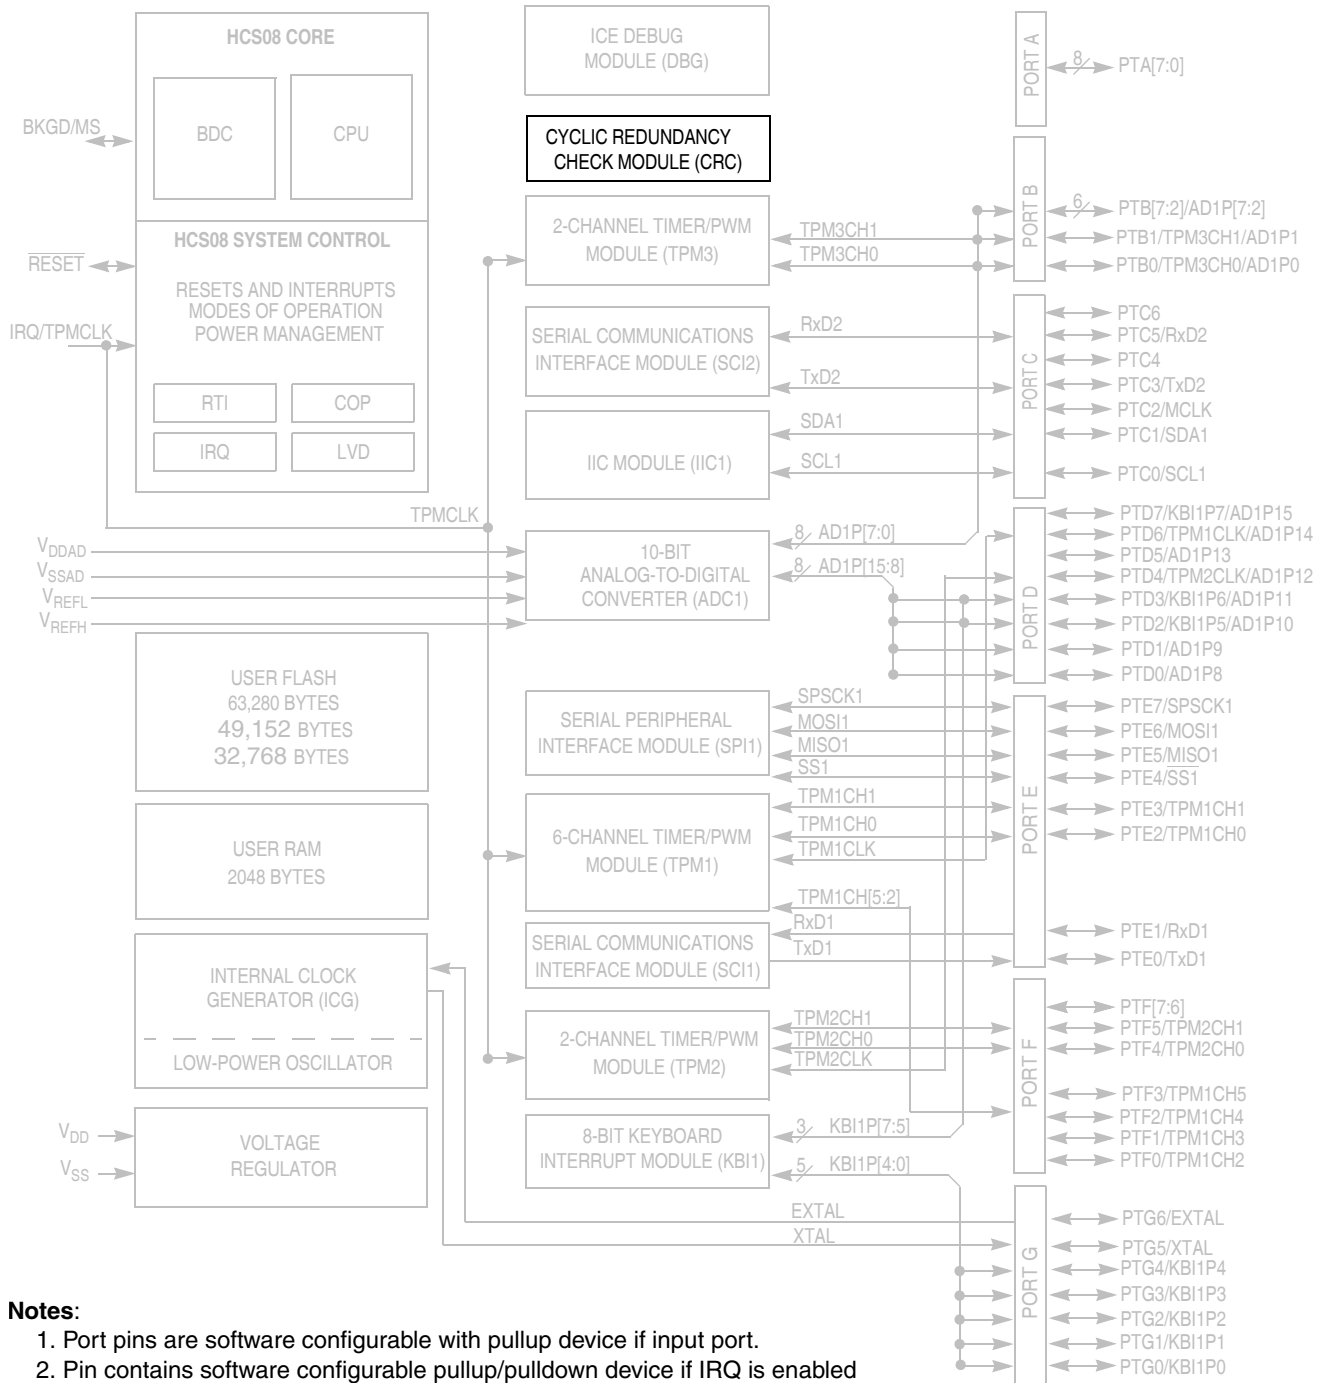 HCS08 CORE
BDC
CPU
BKGD/MS
HCS08 SYSTEM CONTROL
RESET
RESETS AND INTERRUPTS
MODES OF OPERATION
POWER MANAGEMENT
IRQ/TPMCLK
RTI
COP
IRQ
LVD
TPMCLK
VDDAD
VSSAD
VREFL
VREFH
USER FLASH
63,280 BYTES
49,152 BYTES
32,768 BYTES
USER RAM
2048 BYTES
INTERNAL CLOCK
GENERATOR (ICG)
LOW-POWER OSCILLATOR
VDD
VSS
VOLTAGE
REGULATOR
ICE DEBUG
MODULE (DBG)
CYCLIC REDUNDANCY
CHECK MODULE (CRC)
2-CHANNEL TIMER/PWM
MODULE (TPM3)
TPM3CH1
TPM3CH0
SERIAL COMMUNICATIONS
INTERFACE MODULE (SCI2)
RxD2
TxD2
IIC MODULE (IIC1)
SDA1
SCL1
10-BIT
ANALOG-TO-DIGITAL
CONVERTER (ADC1)
8 AD1P[7:0]
8 AD1P[15:8]
SERIAL PERIPHERAL
INTERFACE MODULE (SPI1)
SPSCK1
MOSI1
MISO1
SS1
6-CHANNEL TIMER/PWM
MODULE (TPM1)
TPM1CH1
TPM1CH0
TPM1CLK
TPM1CH[5:2]
SERIAL COMMUNICATIONS
INTERFACE MODULE (SCI1)
RxD1
TxD1
2-CHANNEL TIMER/PWM
MODULE (TPM2)
TPM2CH1
TPM2CH0
TPM2CLK
8-BIT KEYBOARD
INTERRUPT MODULE (KBI1)
3 KBI1P[7:5]
5 KBI1P[4:0]
EXTAL
XTAL
PORT A
8 PTA[7:0]
PORT B
6 PTB[7:2]/AD1P[7:2]
PTB1/TPM3CH1/AD1P1
PTB0/TPM3CH0/AD1P0
PORT C
PTC6
PTC5/RxD2
PTC4
PTC3/TxD2
PTC2/MCLK
PTC1/SDA1
PTC0/SCL1
PORT D
PTD7/KBI1P7/AD1P15
PTD6/TPM1CLK/AD1P14
PTD5/AD1P13
PTD4/TPM2CLK/AD1P12
PTD3/KBI1P6/AD1P11
PTD2/KBI1P5/AD1P10
PTD1/AD1P9
PTD0/AD1P8
PORT E
PTE7/SPSCK1
PTE6/MOSI1
PTE5/MISO1
PTE4/SS1
PTE3/TPM1CH1
PTE2/TPM1CH0
PTE1/RxD1
PTE0/TxD1
PORT F
PTF[7:6]
PTF5/TPM2CH1
PTF4/TPM2CH0
PTF3/TPM1CH5
PTF2/TPM1CH4
PTF1/TPM1CH3
PTF0/TPM1CH2
PORT G
PTG6/EXTAL
PTG5/XTAL
PTG4/KBI1P4
PTG3/KBI1P3
PTG2/KBI1P2
PTG1/KBI1P1
PTG0/KBI1P0
Notes:
1. Port pins are software configurable with pullup device if input port.
2. Pin contains software configurable pullup/pulldown device if IRQ is enabled